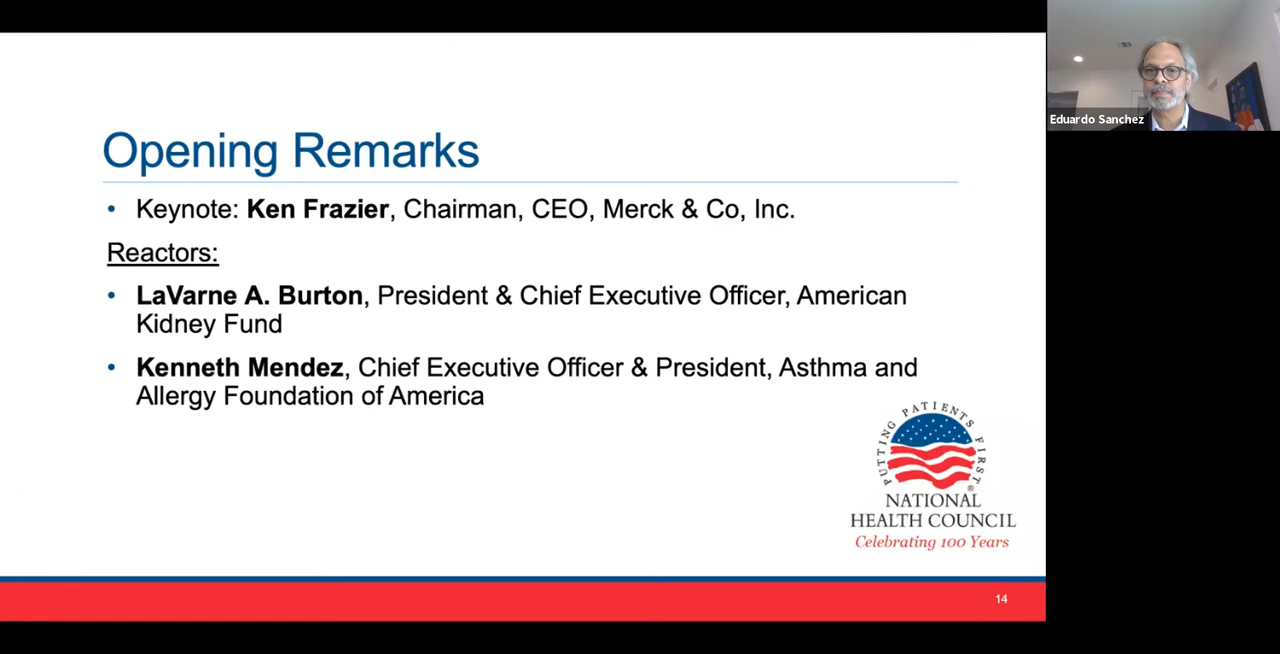 Opening Remarks
• Keynote: Ken Frazier, Chairman, CEO, Merck & Co, Inc.
Reactors:
• LaVarne A. Burton, President & Chief Executive Officer, American
Kidney Fund
• Kenneth Mendez, Chief Executive Officer & President, Asthma and
Allergy Foundation of America
PUTTING PATIENTS FIRST
®
NATIONAL
HEALTH COUNCIL
Celebrating 100 Years
14
Eduardo Sanchez